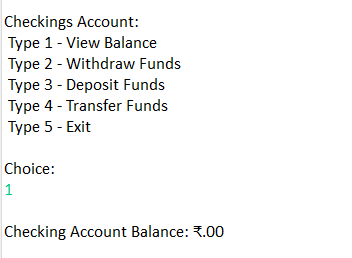 Checkings Account:
Type 1 - View Balance
Type 2 - Withdraw Funds
Type 3 - Deposit Funds
Type 4 - Transfer Funds
Type 5 - Exit
Choice:
1
Checking Account Balance: ₹.00